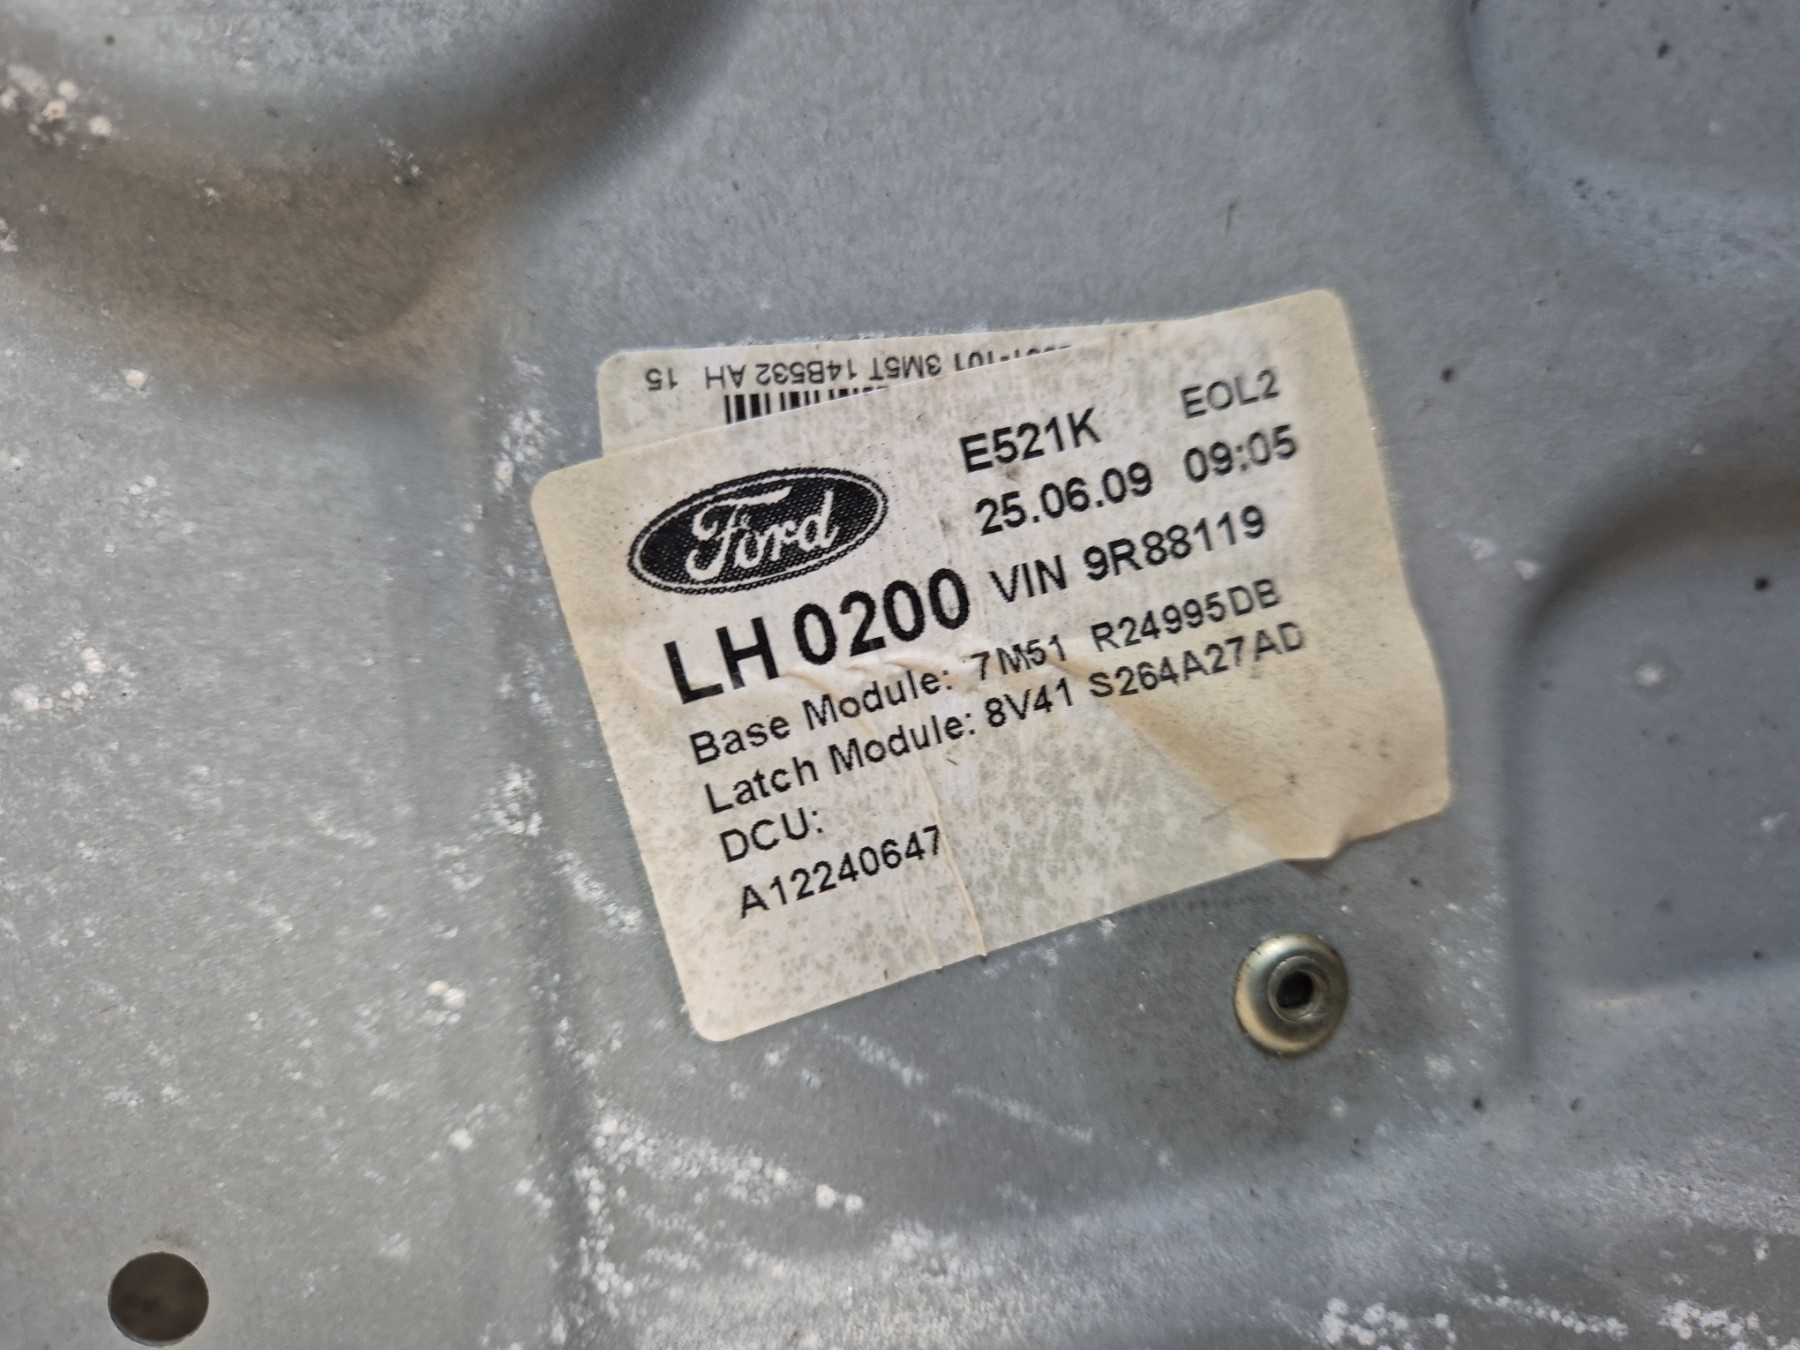 15 HA 14B532 3M5T
E521K EOL2
Ford
25.06.09 09:05
LH 0200 VIN 9R88119
Base Module: 7M51 R24995DB
Latch Module: 8V41 S264A27AD
DCU:
A12240647